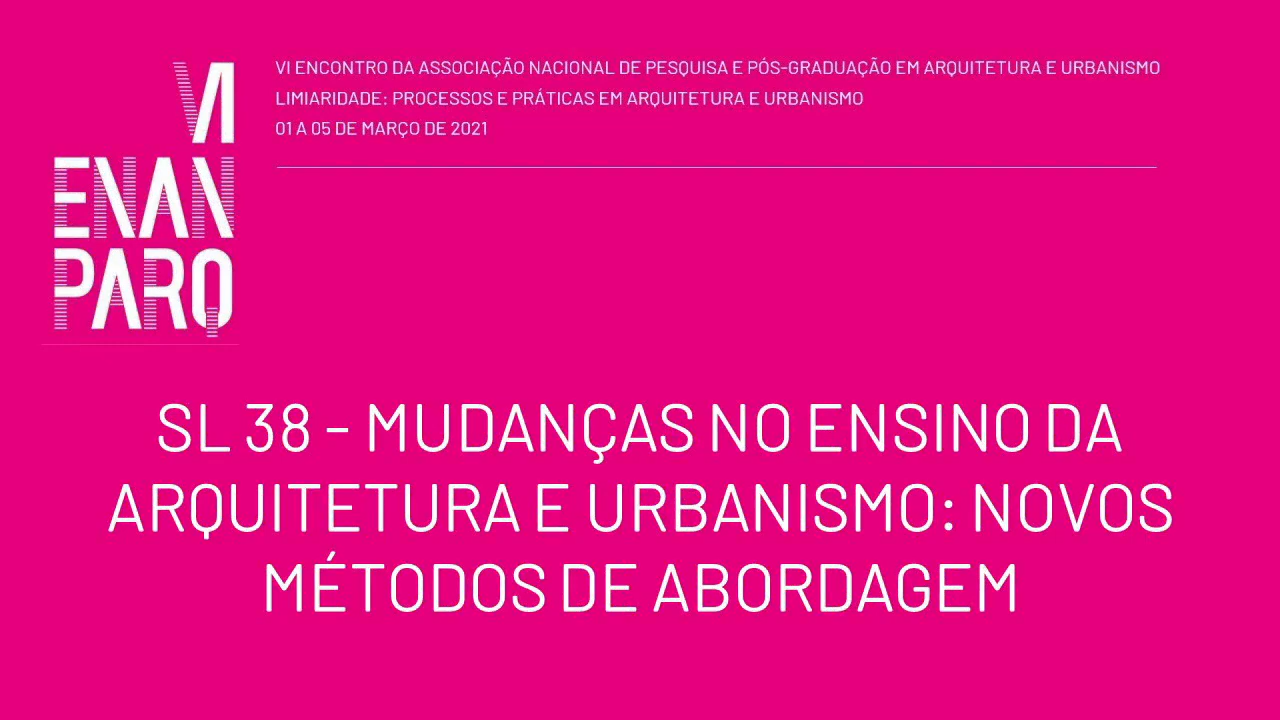 VI
ENAN
PARQ
VI ENCONTRO DA ASSOCIAÇÃO NACIONAL DE PESQUISA E PÓS-GRADUAÇÃO EM ARQUITETURA E URBANISMO
LIMIARIDADE: PROCESSOS E PRÁTICAS EM ARQUITETURA E URBANISMO
01 A 05 DE MARÇO DE 2021
SL 38 - MUDANÇAS NO ENSINO DA
ARQUITETURA E URBANISMO: NOVOS
MÉTODOS DE ABORDAGEM